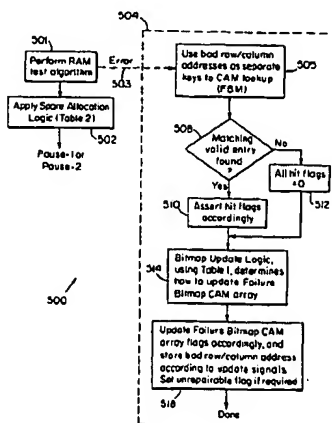 504
501
Perform RAM
test algorithm
Error
503
Use bad row/column
addresses as separate
keys to CAM lookup
(FBM)
505
Apply Spare Allocation
Logic (Table 2)
502
Pause-1 or
Pause-2
508
Matching
valid entry
found
?
No
Yes
All hit flags
=0
512
510
Assert hit flags
accordingly
514
Bitmap Update Logic,
using Table 1, determines
how to update Failure
Bitmap CAM array
500
Update Failure Bitmap CAM
array flags accordingly, and
store bad row/column address
according to update signals.
Set unrepairable flag if required
518
Done